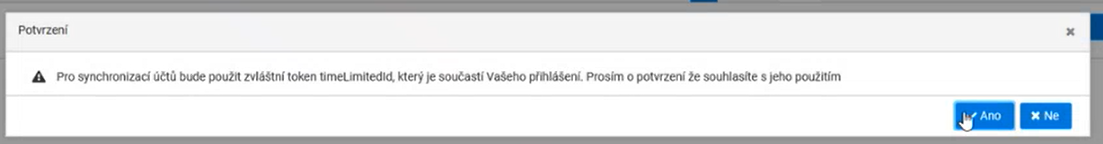 Potvrzení
Pro synchronizací účtů bude použit zvláštní token timeLimitedId, který je součastí Vašeho přihlášení. Prosím o potvrzení že souhlasíte s jeho použitím
Ano
Ne